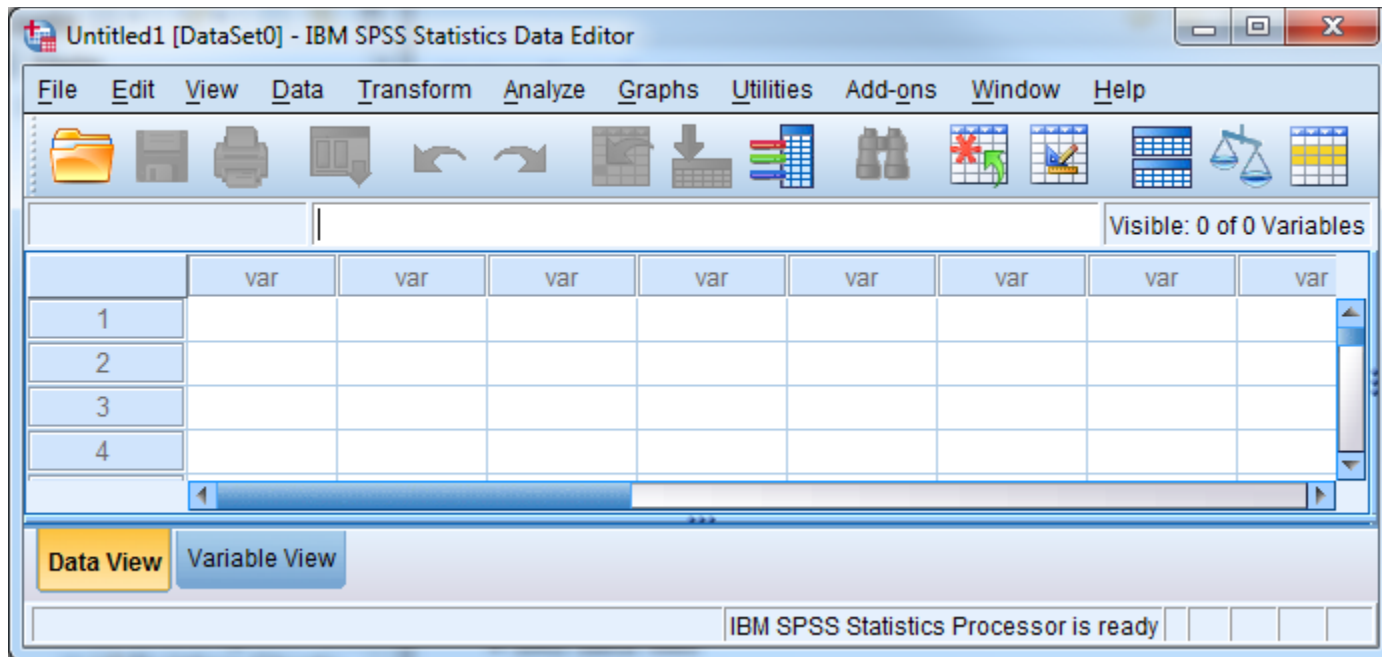 Untitled1 [DataSet0] - IBM SPSS Statistics Data Editor
File Edit View Data Transform Analyze Graphs Utilities Add-ons Window Help
Visible: 0 of 0 Variables
var var var var var var var var
1
2
3
4
Data View Variable View
IBM SPSS Statistics Processor is ready